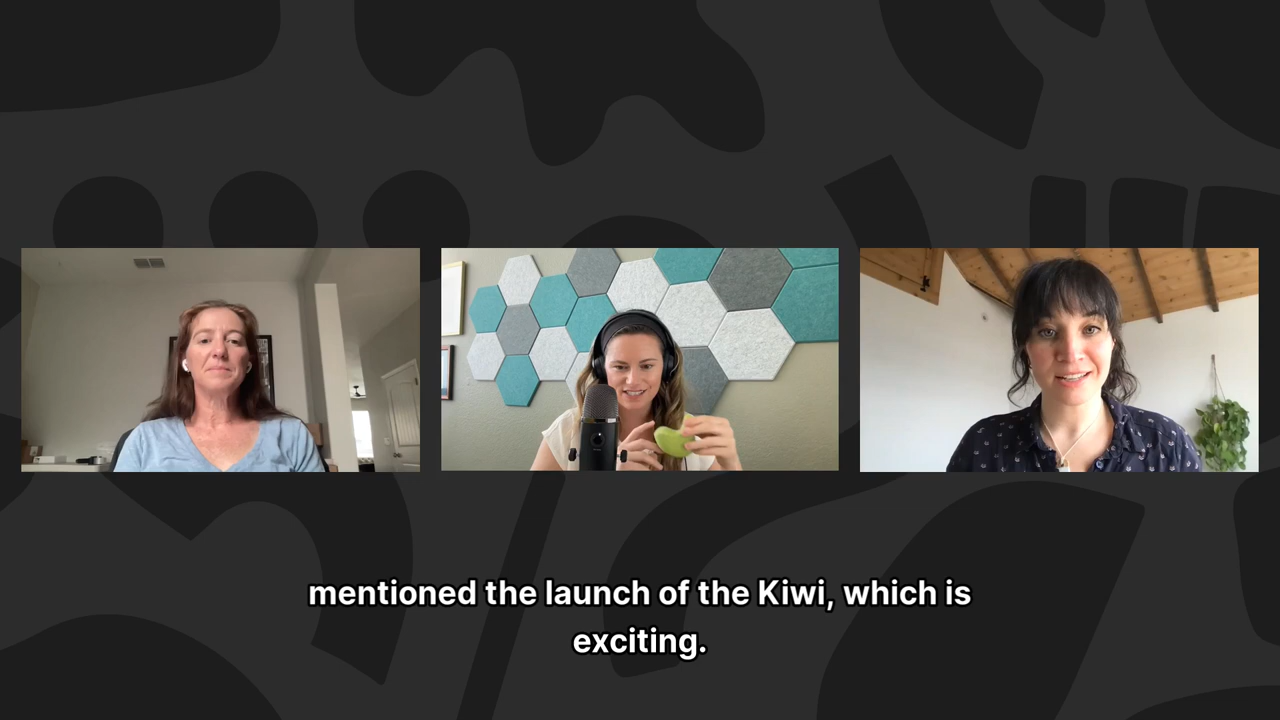 mentioned the launch of the Kiwi, which is
exciting.